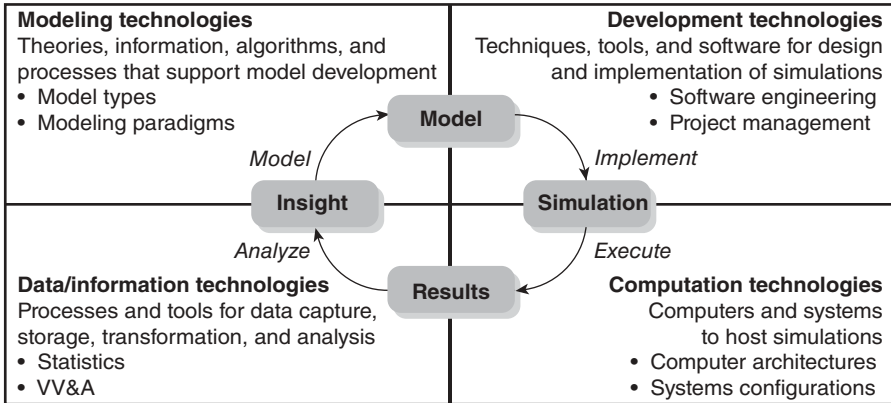 Modeling technologies
Theories, information, algorithms, and
processes that support model development
• Model types
• Modeling paradigms
Development technologies
Techniques, tools, and software for design
and implementation of simulations
• Software engineering
• Project management
Model
Model
Implement
Insight
Simulation
Analyze
Execute
Results
Data/information technologies
Processes and tools for data capture,
storage, transformation, and analysis
• Statistics
• VV&A
Computation technologies
Computers and systems
to host simulations
• Computer architectures
• Systems configurations